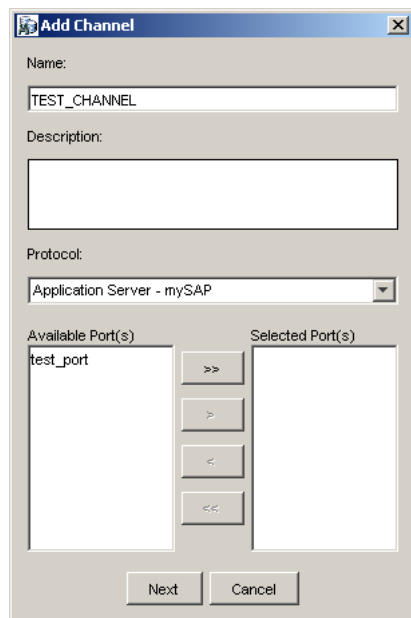 Add Channel
Name:
TEST_CHANNEL
Description:
Protocol:
Application Server - mySAP
Available Port(s) Selected Port(s)
test_port
>>
>
<
<<
Next Cancel